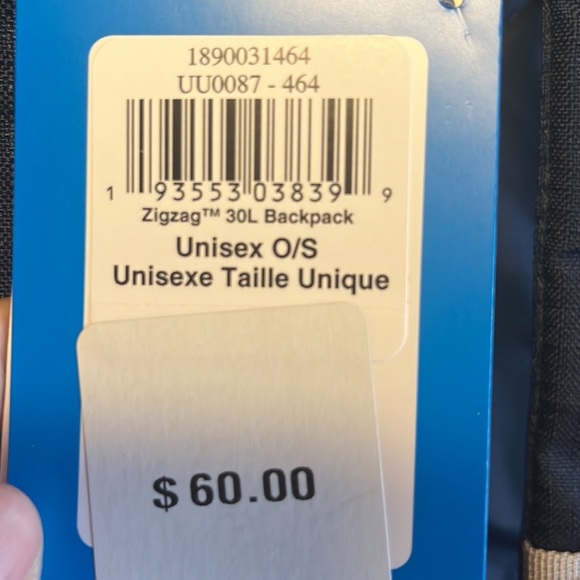 1890031464
UU0087 - 464
1 93553 03839 9
Zigzag™ 30L Backpack
Unisex O/S
Unisexe Taille Unique
$ 60.00